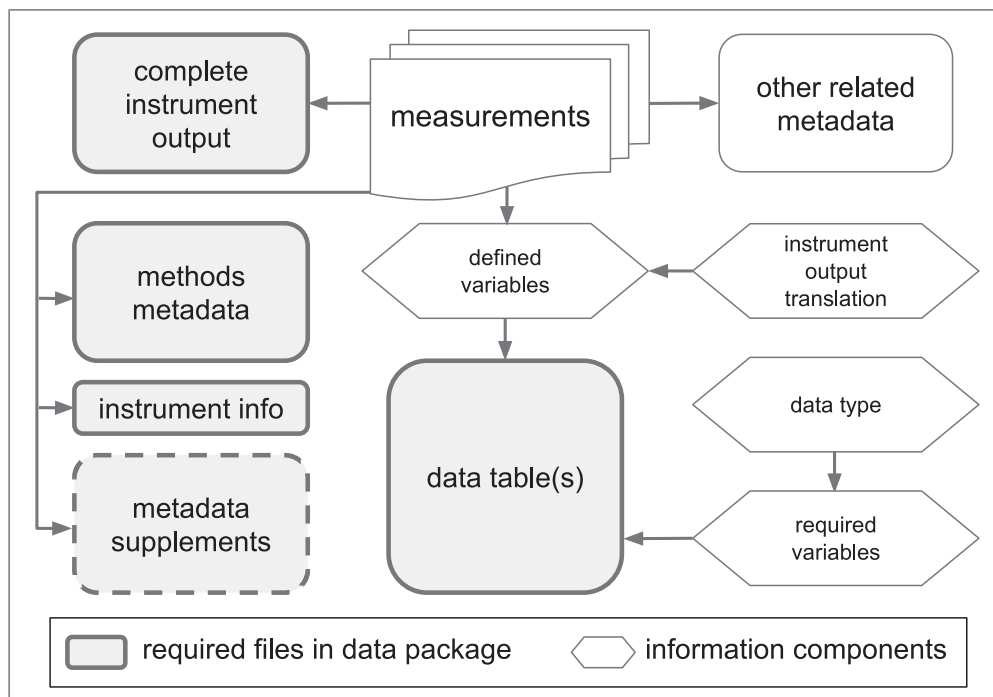 complete
instrument
output
measurements
other related
metadata
methods
metadata
defined
variables
instrument
output
translation
instrument info
data table(s)
data type
metadata
supplements
required
variables
required files in data package
information components